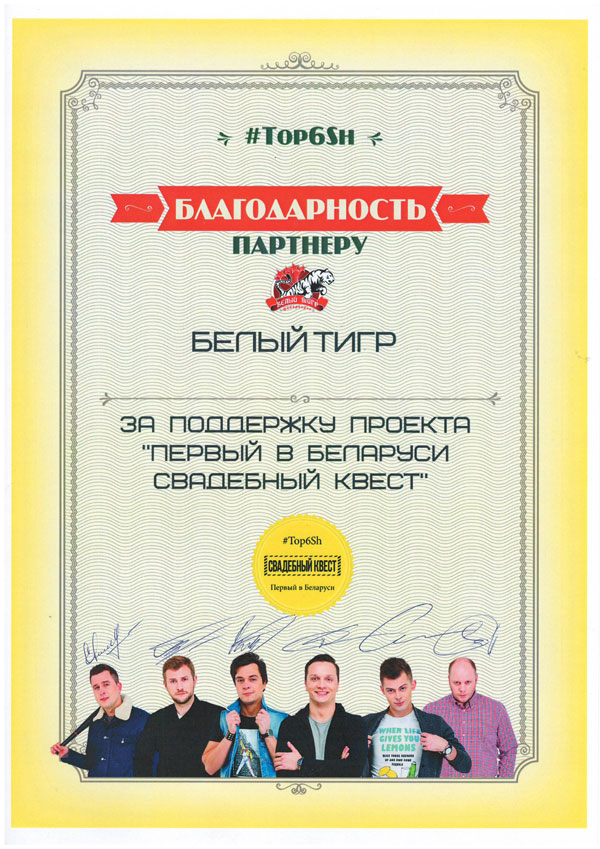 #Top6Sh
БЛАГОДАРНОСТЬ
ПАРТНЕРУ
БЕЛЫЙ ТИГР
БЕЛЫЙ ТИГР
ЗА ПОДДЕРЖКУ ПРОЕКТА
"ПЕРВЫЙ В БЕЛАРУСИ
СВАДЕБНЫЙ КВЕСТ"
#Top6Sh
СВАДЕБНЫЙ КВЕСТ
Первый в Беларуси
WHEN LIFE
GIVES YOU
LEMONS